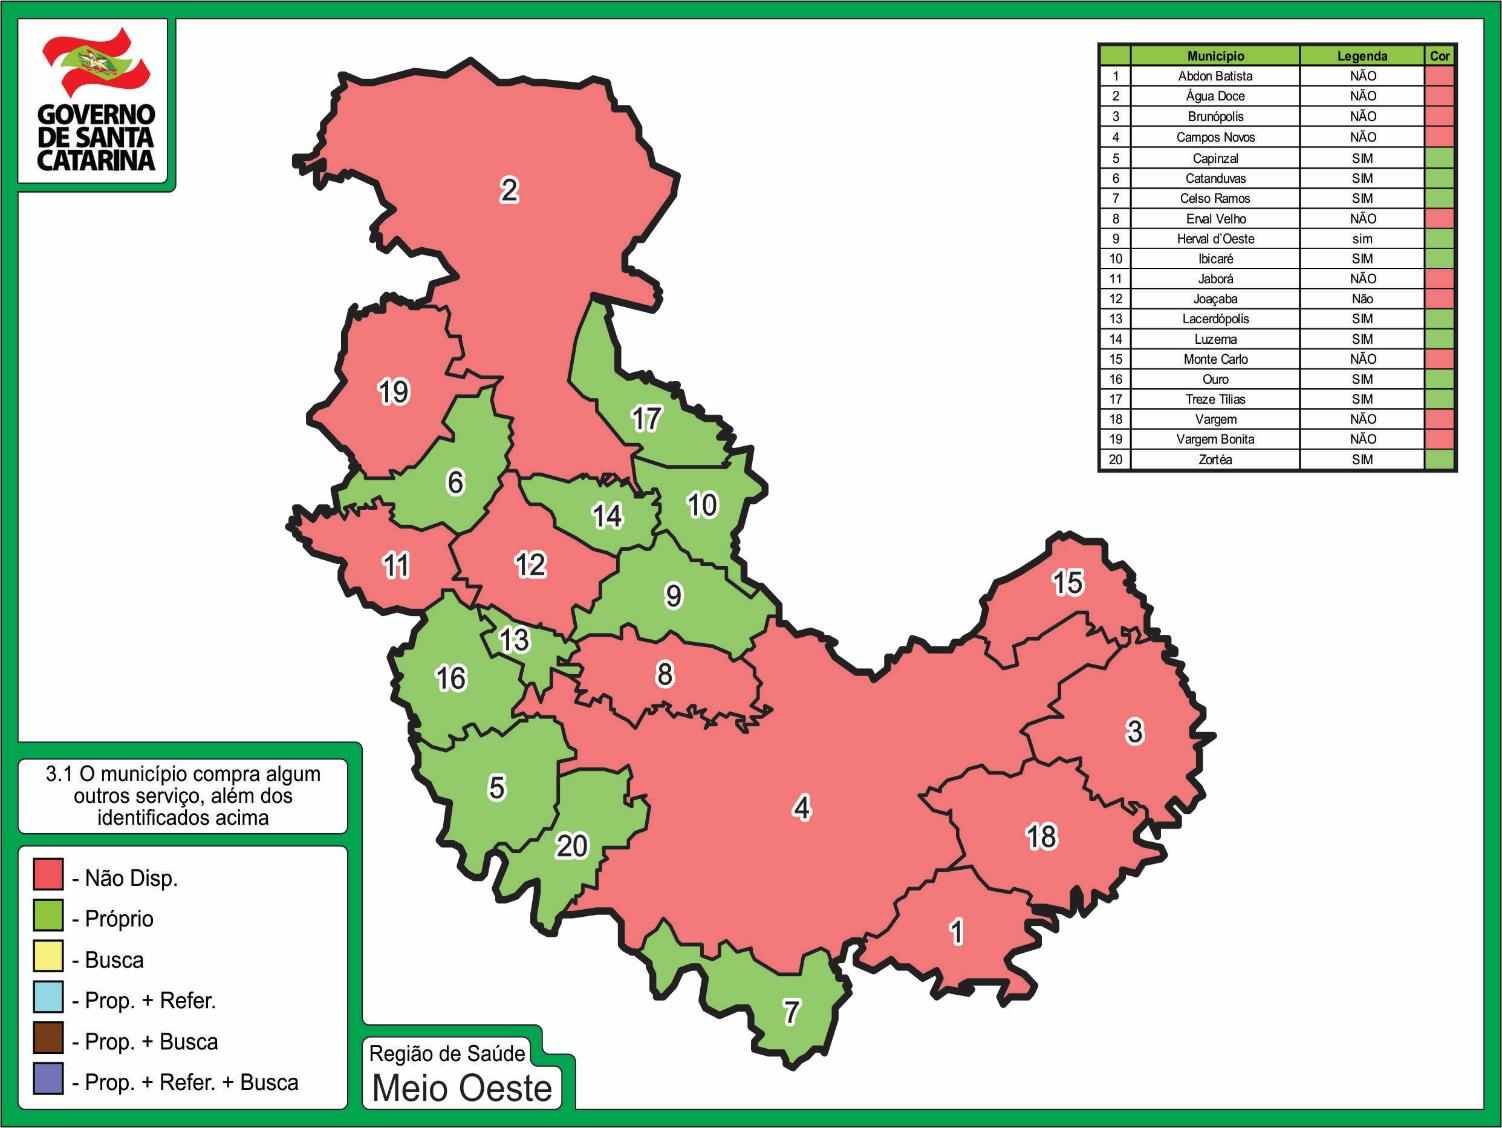 GOVERNO
DE SANTA
CATARINA
Município Legenda Cor
1 Abdon Batista NÃO
2 Água Doce NÃO
3 Brunópolis NÃO
4 Campos Novos NÃO
5 Capinzal SIM
6 Catanduvas SIM
7 Celso Ramos SIM
8 Erval Velho NÃO
9 Herval d`Oeste sim
10 Ibicaré SIM
11 Jaborá NÃO
12 Joaçaba Não
13 Lacerdópolis SIM
14 Luzerna SIM
15 Monte Carlo NÃO
16 Ouro SIM
17 Treze Tílias SIM
18 Vargem NÃO
19 Vargem Bonita NÃO
20 Zortéa SIM
2
19
17
6
10
14
11
12
15
9
13
8
16
3
5
4
18
20
1
7
3.1 O município compra algum
outros serviço, além dos
identificados acima
- Não Disp.
- Próprio
- Busca
- Prop. + Refer.
- Prop. + Busca
- Prop. + Refer. + Busca
Região de Saúde
Meio Oeste